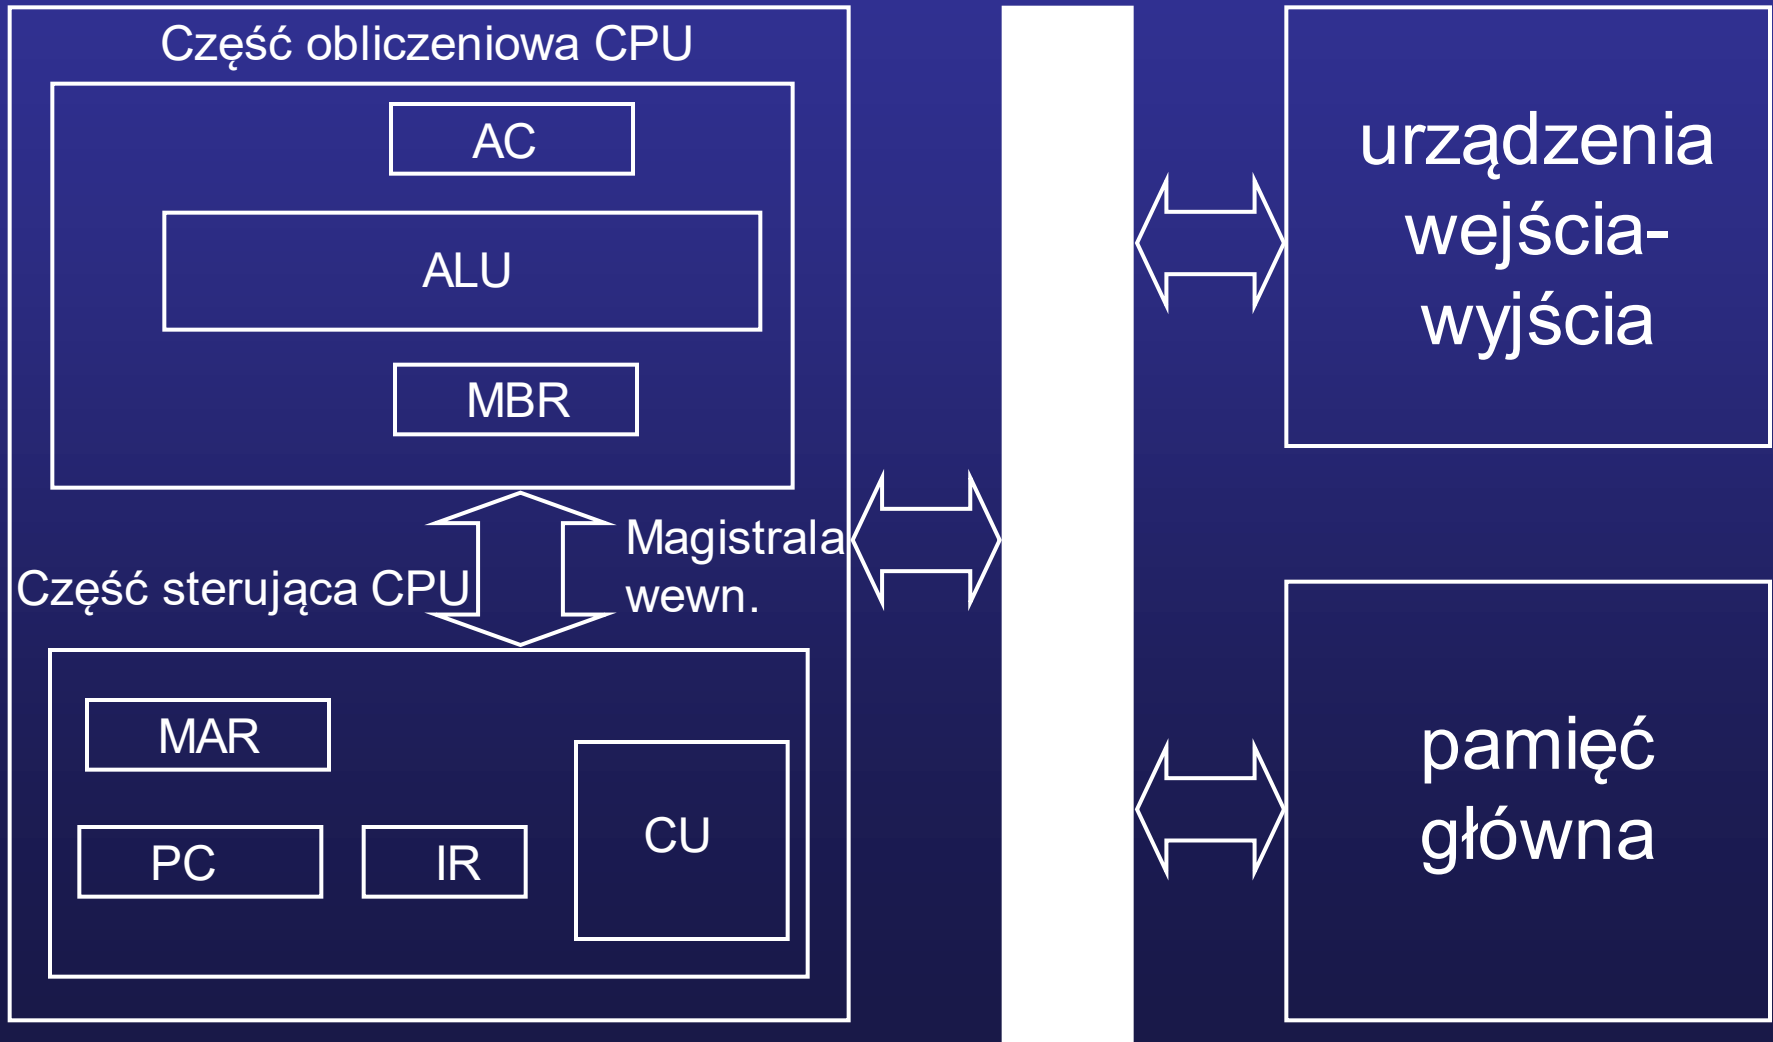 Część obliczeniowa CPU
AC
ALU
MBR
Magistrala
wewn.
Część sterująca CPU
MAR
PC
IR
CU
urządzenia
wejścia-
wyjścia
pamięć
główna